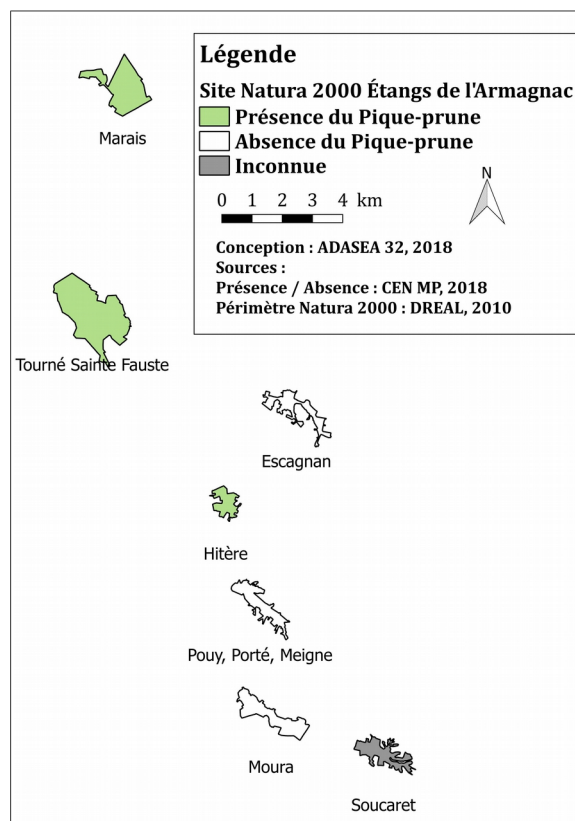 Légende
Site Natura 2000 Étangs de l'Armagnac
Présence du Pique-prune
Absence du Pique-prune
Inconnue
0 1 2 3 4 km
N
Conception : ADASEA 32, 2018
Sources :
Présence / Absence : CEN MP, 2018
Périmètre Natura 2000 : DREAL, 2010
Marais
Tourné Sainte Fauste
Escagnan
Hitère
Pouy, Porté, Meigne
Moura
Soucaret